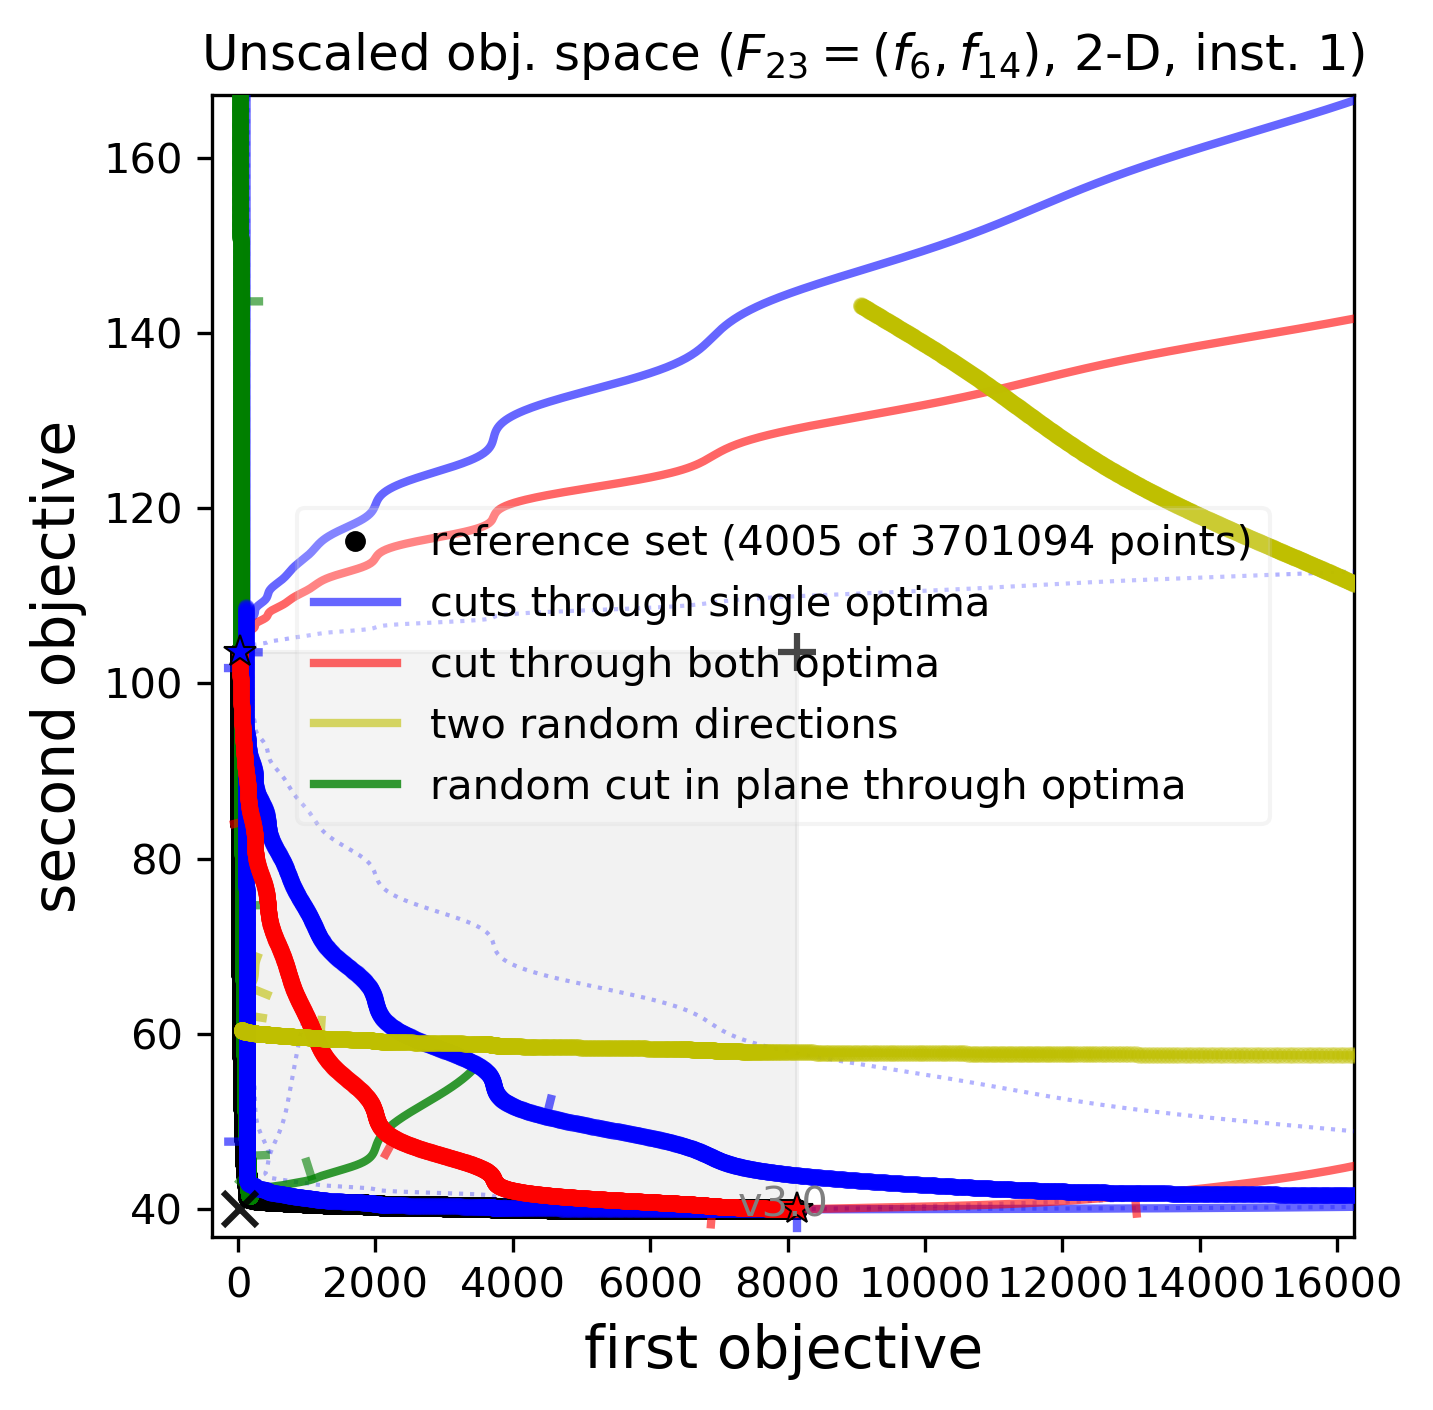 Unscaled obj. space (F₂₃ = (f₆, f₁₄), 2-D, inst. 1)
160
140
120
100
80
60
40
second objective
reference set (4005 of 3701094 points)
cuts through single optima
cut through both optima
two random directions
random cut in plane through optima
v3.0
0 2000 4000 6000 8000 10000 12000 14000 16000
first objective